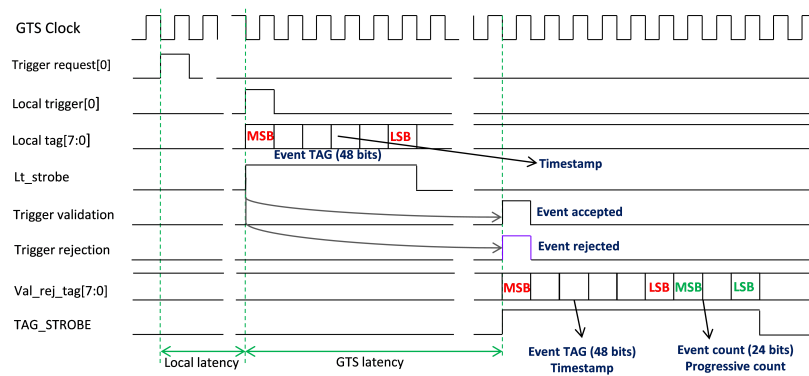 GTS Clock
Trigger request[0]
Local trigger[0]
Local tag[7:0]
MSB
LSB
Event TAG (48 bits)
Timestamp
Lt_strobe
Trigger validation
Event accepted
Trigger rejection
Event rejected
Val_rej_tag[7:0]
MSB
LSB
MSB
LSB
TAG_STROBE
Event TAG (48 bits)
Timestamp
Event count (24 bits)
Progressive count
Local latency
GTS latency